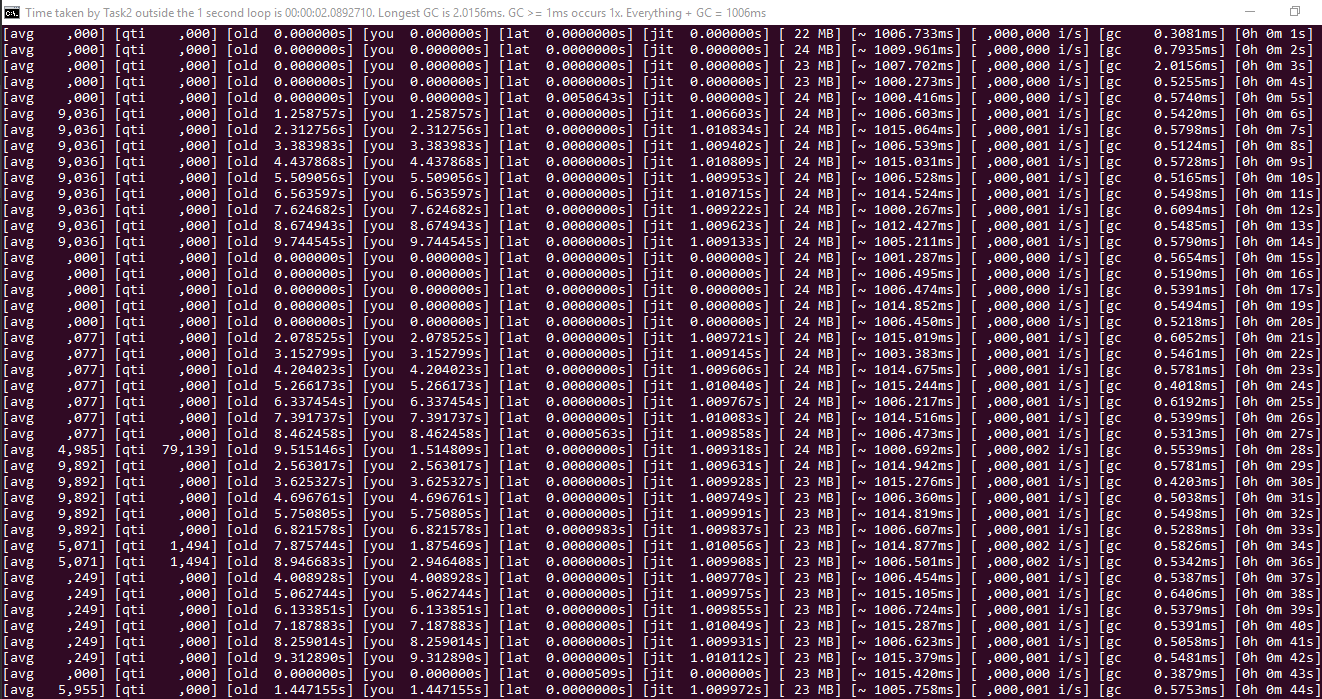 Time taken by Task2 outside the 1 second loop is 00:00:02.0892710. Longest GC is 2.0156ms. GC >= 1ms occurs 1x. Everything + GC = 1006ms
[avg    ,000] [qti    ,000] [old  0.000000s] [you  0.000000s] [lat  0.0000000s] [jit  0.000000s] [ 22 MB] [~ 1006.733ms] [ ,000,000 i/s] [gc    0.3081ms] [0h 0m 1s]
[avg    ,000] [qti    ,000] [old  0.000000s] [you  0.000000s] [lat  0.0000000s] [jit  0.000000s] [ 24 MB] [~ 1009.961ms] [ ,000,000 i/s] [gc    0.7935ms] [0h 0m 2s]
[avg    ,000] [qti    ,000] [old  0.000000s] [you  0.000000s] [lat  0.0000000s] [jit  0.000000s] [ 23 MB] [~ 1007.702ms] [ ,000,000 i/s] [gc    2.0156ms] [0h 0m 3s]
[avg    ,000] [qti    ,000] [old  0.000000s] [you  0.000000s] [lat  0.0000000s] [jit  0.000000s] [ 23 MB] [~ 1000.273ms] [ ,000,000 i/s] [gc    0.5255ms] [0h 0m 4s]
[avg    ,000] [qti    ,000] [old  0.000000s] [you  0.000000s] [lat  0.0050643s] [jit  0.000000s] [ 24 MB] [~ 1000.416ms] [ ,000,000 i/s] [gc    0.5740ms] [0h 0m 5s]
[avg   9,036] [qti    ,000] [old  1.258757s] [you  1.258757s] [lat  0.0000000s] [jit  1.006603s] [ 24 MB] [~ 1006.603ms] [ ,000,001 i/s] [gc    0.5420ms] [0h 0m 6s]
[avg   9,036] [qti    ,000] [old  2.312756s] [you  2.312756s] [lat  0.0000000s] [jit  1.010834s] [ 24 MB] [~ 1015.064ms] [ ,000,001 i/s] [gc    0.5798ms] [0h 0m 7s]
[avg   9,036] [qti    ,000] [old  3.383983s] [you  3.383983s] [lat  0.0000000s] [jit  1.009402s] [ 24 MB] [~ 1006.539ms] [ ,000,001 i/s] [gc    0.5124ms] [0h 0m 8s]
[avg   9,036] [qti    ,000] [old  4.437868s] [you  4.437868s] [lat  0.0000000s] [jit  1.010809s] [ 24 MB] [~ 1015.031ms] [ ,000,001 i/s] [gc    0.5728ms] [0h 0m 9s]
[avg   9,036] [qti    ,000] [old  5.509056s] [you  5.509056s] [lat  0.0000000s] [jit  1.009953s] [ 24 MB] [~ 1006.528ms] [ ,000,001 i/s] [gc    0.5165ms] [0h 0m 10s]
[avg   9,036] [qti    ,000] [old  6.563597s] [you  6.563597s] [lat  0.0000000s] [jit  1.010715s] [ 24 MB] [~ 1014.524ms] [ ,000,001 i/s] [gc    0.5498ms] [0h 0m 11s]
[avg   9,036] [qti    ,000] [old  7.624682s] [you  7.624682s] [lat  0.0000000s] [jit  1.009222s] [ 24 MB] [~ 1000.267ms] [ ,000,001 i/s] [gc    0.6094ms] [0h 0m 12s]
[avg   9,036] [qti    ,000] [old  8.674943s] [you  8.674943s] [lat  0.0000000s] [jit  1.009623s] [ 24 MB] [~ 1012.427ms] [ ,000,001 i/s] [gc    0.5485ms] [0h 0m 13s]
[avg   9,036] [qti    ,000] [old  9.744545s] [you  9.744545s] [lat  0.0000000s] [jit  1.009133s] [ 24 MB] [~ 1005.211ms] [ ,000,001 i/s] [gc    0.5790ms] [0h 0m 14s]
[avg    ,000] [qti    ,000] [old  0.000000s] [you  0.000000s] [lat  0.0000000s] [jit  0.000000s] [ 24 MB] [~ 1001.287ms] [ ,000,000 i/s] [gc    0.5654ms] [0h 0m 15s]
[avg    ,000] [qti    ,000] [old  0.000000s] [you  0.000000s] [lat  0.0000000s] [jit  0.000000s] [ 24 MB] [~ 1006.495ms] [ ,000,000 i/s] [gc    0.5190ms] [0h 0m 16s]
[avg    ,000] [qti    ,000] [old  0.000000s] [you  0.000000s] [lat  0.0000000s] [jit  0.000000s] [ 24 MB] [~ 1006.474ms] [ ,000,000 i/s] [gc    0.5391ms] [0h 0m 17s]
[avg    ,000] [qti    ,000] [old  0.000000s] [you  0.000000s] [lat  0.0000000s] [jit  0.000000s] [ 24 MB] [~ 1014.852ms] [ ,000,000 i/s] [gc    0.5494ms] [0h 0m 19s]
[avg    ,000] [qti    ,000] [old  0.000000s] [you  0.000000s] [lat  0.0000000s] [jit  0.000000s] [ 24 MB] [~ 1006.450ms] [ ,000,000 i/s] [gc    0.5218ms] [0h 0m 20s]
[avg    ,077] [qti    ,000] [old  2.078525s] [you  2.078525s] [lat  0.0000000s] [jit  1.009721s] [ 24 MB] [~ 1015.019ms] [ ,000,001 i/s] [gc    0.6052ms] [0h 0m 21s]
[avg    ,077] [qti    ,000] [old  3.152799s] [you  3.152799s] [lat  0.0000000s] [jit  1.009145s] [ 24 MB] [~ 1003.383ms] [ ,000,001 i/s] [gc    0.5461ms] [0h 0m 22s]
[avg    ,077] [qti    ,000] [old  4.204023s] [you  4.204023s] [lat  0.0000000s] [jit  1.009606s] [ 24 MB] [~ 1014.675ms] [ ,000,001 i/s] [gc    0.5781ms] [0h 0m 23s]
[avg    ,077] [qti    ,000] [old  5.266173s] [you  5.266173s] [lat  0.0000000s] [jit  1.010040s] [ 24 MB] [~ 1015.244ms] [ ,000,001 i/s] [gc    0.4018ms] [0h 0m 24s]
[avg    ,077] [qti    ,000] [old  6.337454s] [you  6.337454s] [lat  0.0000000s] [jit  1.009767s] [ 24 MB] [~ 1006.217ms] [ ,000,001 i/s] [gc    0.6192ms] [0h 0m 25s]
[avg    ,077] [qti    ,000] [old  7.391737s] [you  7.391737s] [lat  0.0000000s] [jit  1.010083s] [ 24 MB] [~ 1014.516ms] [ ,000,001 i/s] [gc    0.5399ms] [0h 0m 26s]
[avg    ,077] [qti    ,000] [old  8.462458s] [you  8.462458s] [lat  0.0000563s] [jit  1.009858s] [ 24 MB] [~ 1006.473ms] [ ,000,001 i/s] [gc    0.5313ms] [0h 0m 27s]
[avg   4,985] [qti  79,139] [old  9.515146s] [you  1.514809s] [lat  0.0000000s] [jit  1.009318s] [ 24 MB] [~ 1000.692ms] [ ,000,002 i/s] [gc    0.5539ms] [0h 0m 28s]
[avg   9,892] [qti    ,000] [old  2.563017s] [you  2.563017s] [lat  0.0000000s] [jit  1.009631s] [ 24 MB] [~ 1014.942ms] [ ,000,001 i/s] [gc    0.5781ms] [0h 0m 29s]
[avg   9,892] [qti    ,000] [old  3.625327s] [you  3.625327s] [lat  0.0000000s] [jit  1.009928s] [ 23 MB] [~ 1015.276ms] [ ,000,001 i/s] [gc    0.4203ms] [0h 0m 30s]
[avg   9,892] [qti    ,000] [old  4.696761s] [you  4.696761s] [lat  0.0000000s] [jit  1.009749s] [ 23 MB] [~ 1006.360ms] [ ,000,001 i/s] [gc    0.5038ms] [0h 0m 31s]
[avg   9,892] [qti    ,000] [old  5.750805s] [you  5.750805s] [lat  0.0000000s] [jit  1.009991s] [ 23 MB] [~ 1014.819ms] [ ,000,001 i/s] [gc    0.5498ms] [0h 0m 32s]
[avg   9,892] [qti    ,000] [old  6.821578s] [you  6.821578s] [lat  0.0000983s] [jit  1.009837s] [ 23 MB] [~ 1006.607ms] [ ,000,001 i/s] [gc    0.5288ms] [0h 0m 33s]
[avg   5,071] [qti   1,494] [old  7.875744s] [you  1.875469s] [lat  0.0000000s] [jit  1.010056s] [ 23 MB] [~ 1014.877ms] [ ,000,002 i/s] [gc    0.5826ms] [0h 0m 34s]
[avg   5,071] [qti   1,494] [old  8.946683s] [you  2.946408s] [lat  0.0000000s] [jit  1.009908s] [ 23 MB] [~ 1006.501ms] [ ,000,002 i/s] [gc    0.5342ms] [0h 0m 36s]
[avg    ,249] [qti    ,000] [old  4.008928s] [you  4.008928s] [lat  0.0000000s] [jit  1.009770s] [ 23 MB] [~ 1006.454ms] [ ,000,001 i/s] [gc    0.5387ms] [0h 0m 37s]
[avg    ,249] [qti    ,000] [old  5.062744s] [you  5.062744s] [lat  0.0000000s] [jit  1.009975s] [ 23 MB] [~ 1015.105ms] [ ,000,001 i/s] [gc    0.6406ms] [0h 0m 38s]
[avg    ,249] [qti    ,000] [old  6.133851s] [you  6.133851s] [lat  0.0000000s] [jit  1.009855s] [ 23 MB] [~ 1006.724ms] [ ,000,001 i/s] [gc    0.5379ms] [0h 0m 39s]
[avg    ,249] [qti    ,000] [old  7.187883s] [you  7.187883s] [lat  0.0000000s] [jit  1.010049s] [ 23 MB] [~ 1015.287ms] [ ,000,001 i/s] [gc    0.5391ms] [0h 0m 40s]
[avg    ,249] [qti    ,000] [old  8.259014s] [you  8.259014s] [lat  0.0000000s] [jit  1.009931s] [ 23 MB] [~ 1006.623ms] [ ,000,001 i/s] [gc    0.5058ms] [0h 0m 41s]
[avg    ,249] [qti    ,000] [old  9.312890s] [you  9.312890s] [lat  0.0000000s] [jit  1.010112s] [ 23 MB] [~ 1015.379ms] [ ,000,001 i/s] [gc    0.5481ms] [0h 0m 42s]
[avg    ,000] [qti    ,000] [old  0.000000s] [you  0.000000s] [lat  0.0000509s] [jit  0.000000s] [ 23 MB] [~ 1015.420ms] [ ,000,000 i/s] [gc    0.3879ms] [0h 0m 43s]
[avg   5,955] [qti    ,000] [old  1.447155s] [you  1.447155s] [lat  0.0000000s] [jit  1.009972s] [ 23 MB] [~ 1005.758ms] [ ,000,001 i/s] [gc    0.5753ms] [0h 0m 44s]